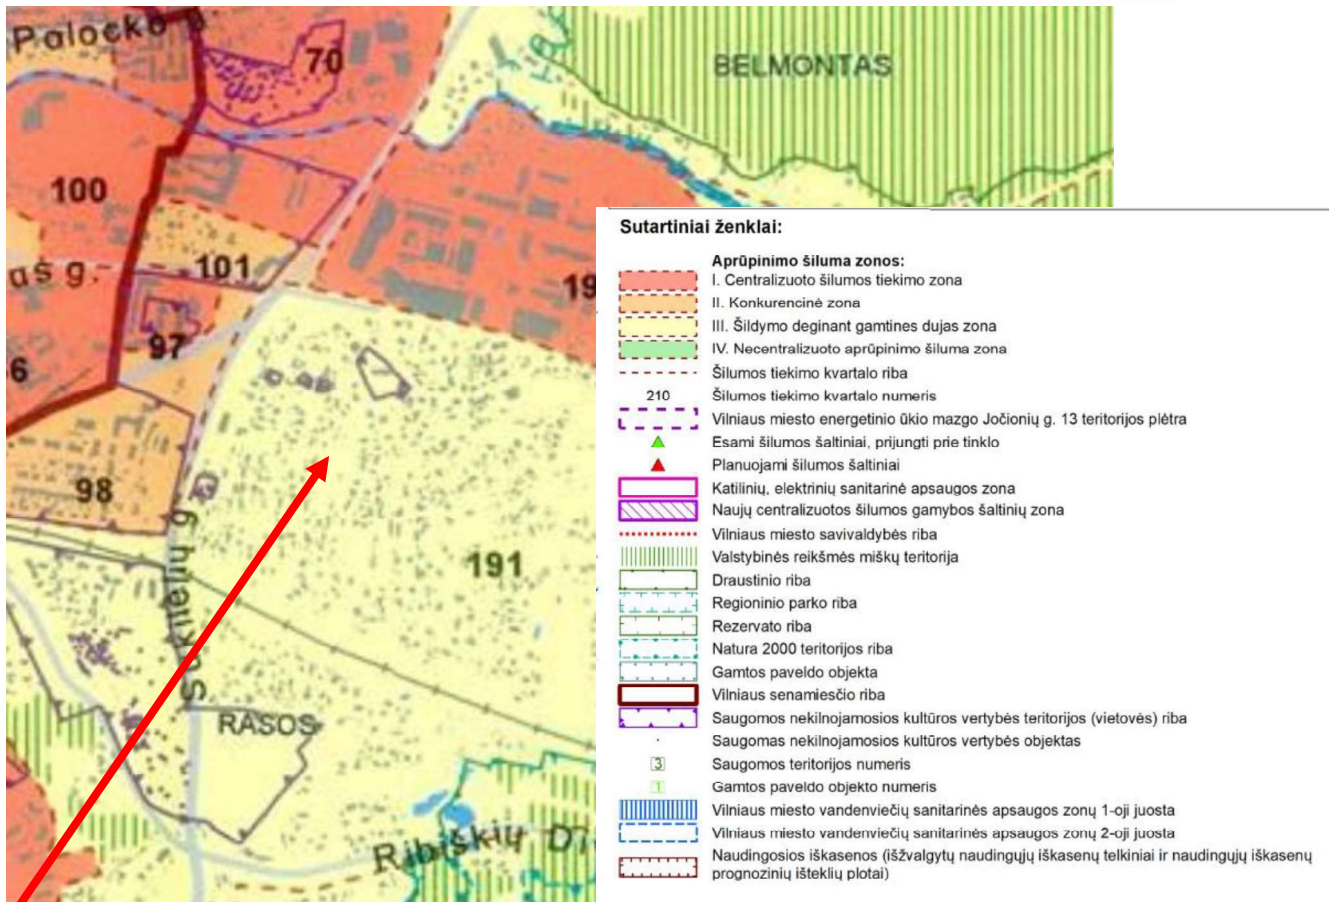 Palocko g.
70
BELMONTAS
100
101
aš g.
19
97
6
98
Sukilėlių g.
191
RASOS
Ribiškių D
Sutartiniai ženklai:
Aprūpinimo šiluma zonos:
I. Centralizuoto šilumos tiekimo zona
II. Konkurencinė zona
III. Šildymo deginant gamtines dujas zona
IV. Necentralizuoto aprūpinimo šiluma zona
Šilumos tiekimo kvartalo riba
210 Šilumos tiekimo kvartalo numeris
Vilniaus miesto energetinio ūkio mazgo Jočionių g. 13 teritorijos plėtra
Esami šilumos šaltiniai, prijungti prie tinklo
Planuojami šilumos šaltiniai
Katilinių, elektrinių sanitarinė apsaugos zona
Naujų centralizuotos šilumos gamybos šaltinių zona
Vilniaus miesto savivaldybės riba
Valstybinės reikšmės miškų teritorija
Draustinio riba
Regioninio parko riba
Rezervato riba
Natura 2000 teritorijos riba
Gamtos paveldo objekta
Vilniaus senamiesčio riba
Saugomos nekilnojamosios kultūros vertybės teritorijos (vietovės) riba
Saugomas nekilnojamosios kultūros vertybės objektas
3 Saugomos teritorijos numeris
1 Gamtos paveldo objekto numeris
Vilniaus miesto vandenviečių sanitarinės apsaugos zonų 1-oji juosta
Vilniaus miesto vandenviečių sanitarinės apsaugos zonų 2-oji juosta
Naudingosios iškasenos (išžvalgytų naudingųjų iškasenų telkiniai ir naudingųjų iškasenų
prognozinių išteklių plotai)